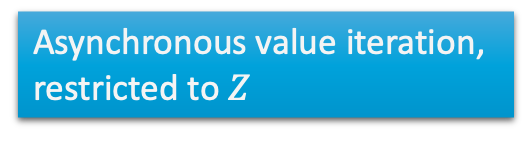 Asynchronous value iteration,
restricted to Z